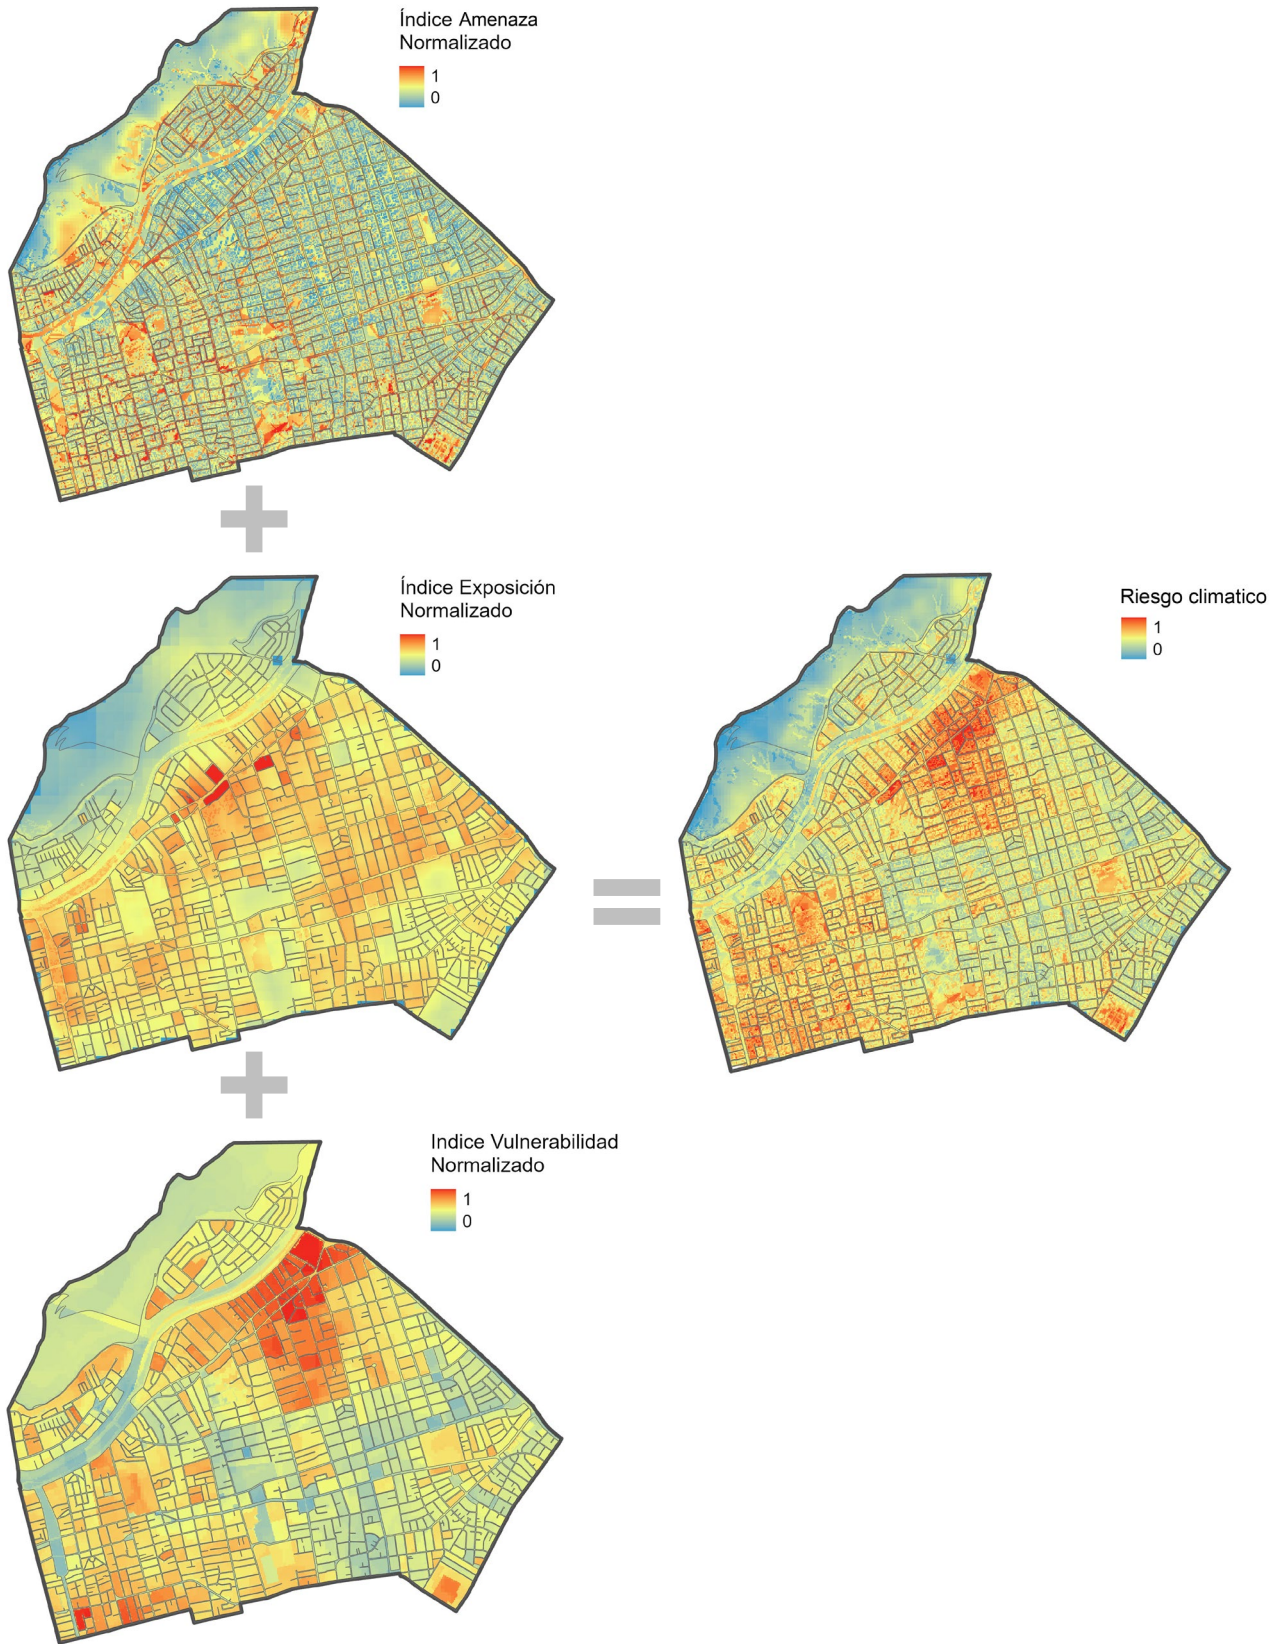 Índice Amenaza
Normalizado
1
0
Índice Exposición
Normalizado
1
0
Riesgo climatico
1
0
Indice Vulnerabilidad
Normalizado
1
0